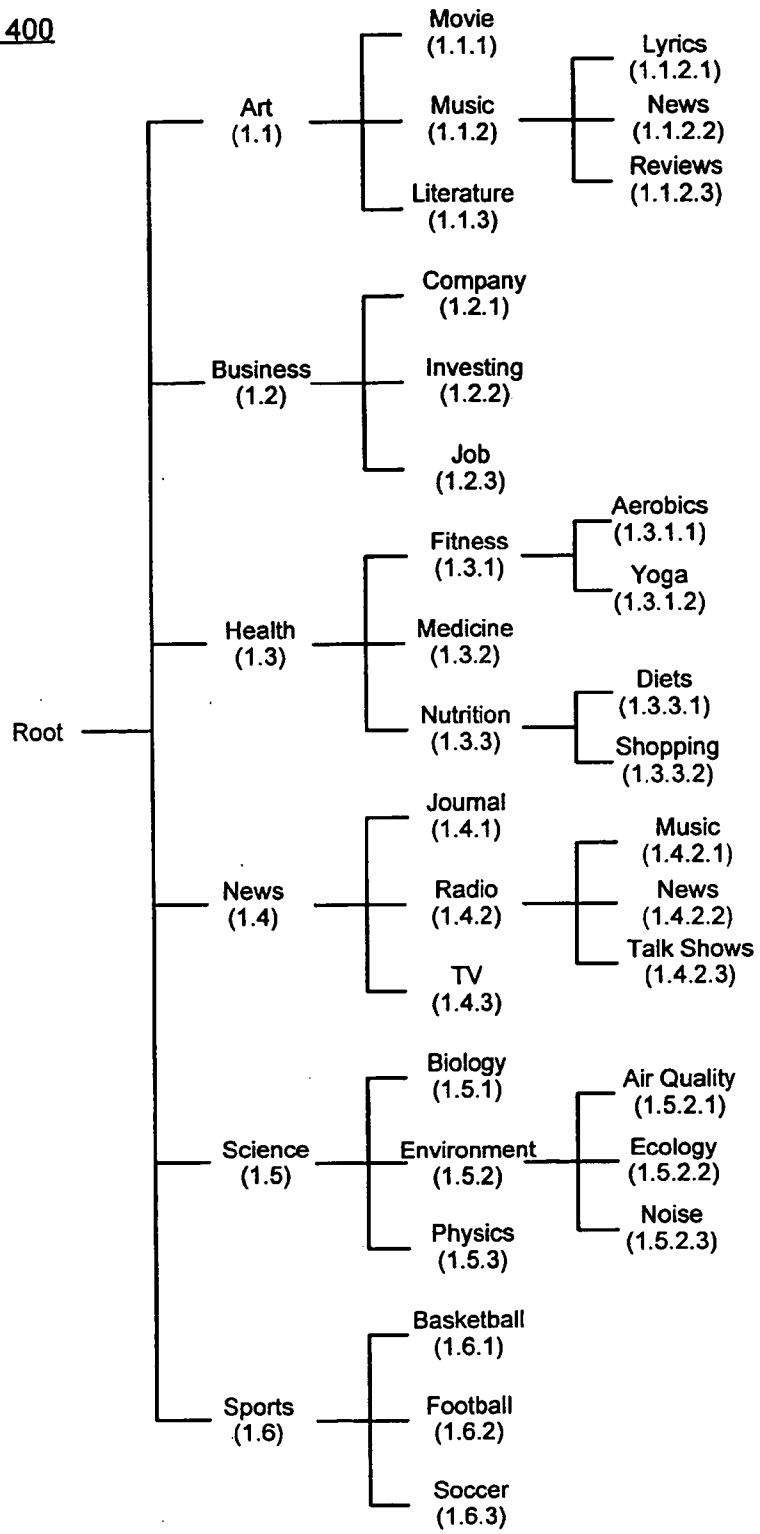 400
Root
Art
(1.1)
Movie
(1.1.1)
Music
(1.1.2)
Lyrics
(1.1.2.1)
News
(1.1.2.2)
Reviews
(1.1.2.3)
Literature
(1.1.3)
Business
(1.2)
Company
(1.2.1)
Investing
(1.2.2)
Job
(1.2.3)
Health
(1.3)
Fitness
(1.3.1)
Aerobics
(1.3.1.1)
Yoga
(1.3.1.2)
Medicine
(1.3.2)
Nutrition
(1.3.3)
Diets
(1.3.3.1)
Shopping
(1.3.3.2)
News
(1.4)
Journal
(1.4.1)
Radio
(1.4.2)
Music
(1.4.2.1)
News
(1.4.2.2)
Talk Shows
(1.4.2.3)
TV
(1.4.3)
Science
(1.5)
Biology
(1.5.1)
Environment
(1.5.2)
Air Quality
(1.5.2.1)
Ecology
(1.5.2.2)
Noise
(1.5.2.3)
Physics
(1.5.3)
Sports
(1.6)
Basketball
(1.6.1)
Football
(1.6.2)
Soccer
(1.6.3)